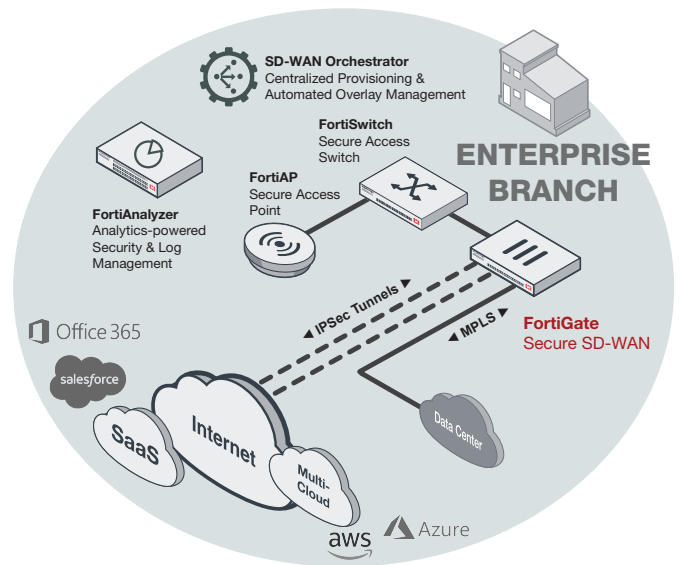 SD-WAN Orchestrator
Centralized Provisioning &
Automated Overlay Management
FortiSwitch
Secure Access
Switch
ENTERPRISE
BRANCH
FortiAP
Secure Access
Point
FortiAnalyzer
Analytics-powered
Security & Log
Management
IPSec Tunnels
MPLS
FortiGate
Secure SD-WAN
Office 365
salesforce
SaaS
Internet
Multi-
Cloud
Data Center
aws
Azure